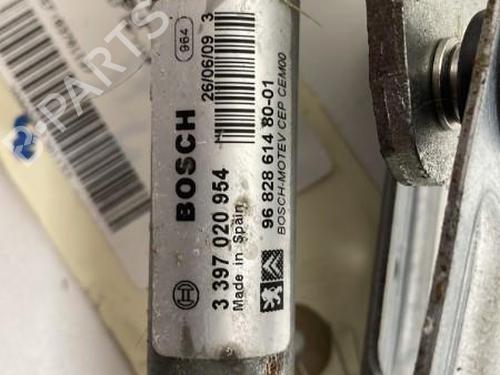 964
26/06/09 3
BOSCH
3 397 020 954
Made in Spain
96 828 614 80-01
BOSCH-MOTEV CEP CEM00
B-PARTS